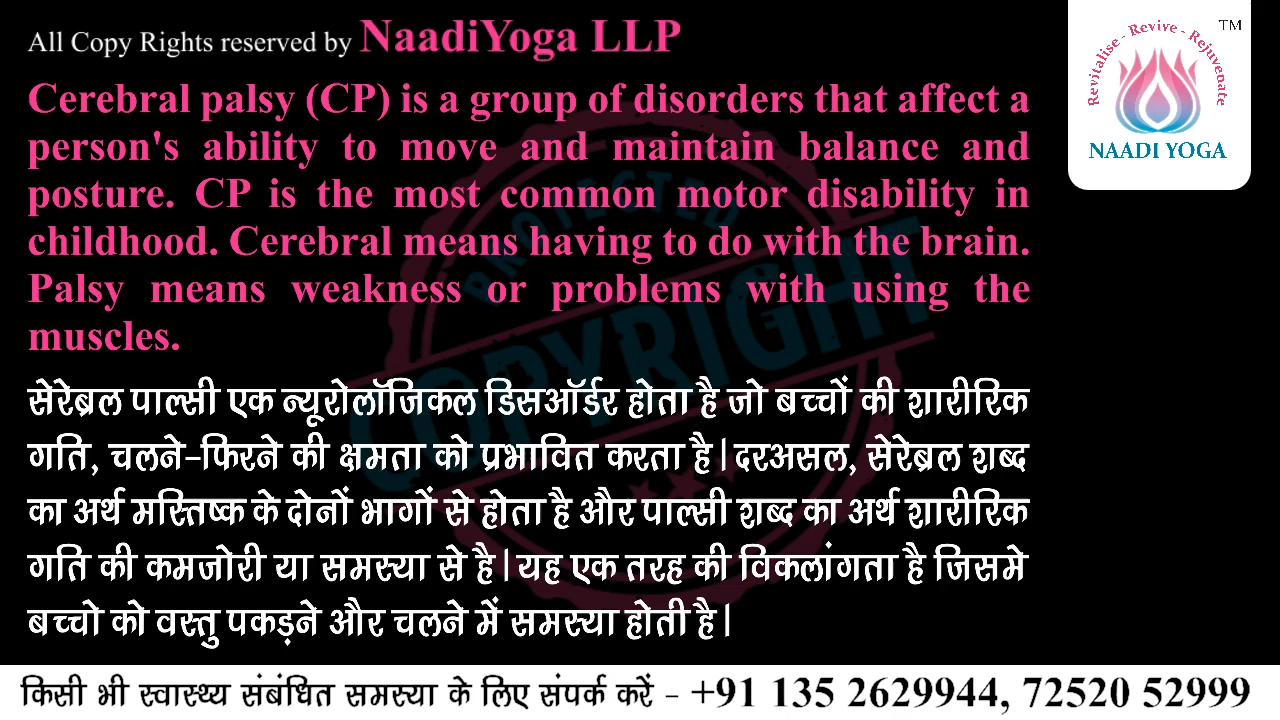 All Copy Rights reserved by NaadiYoga LLP
Revitalise - Revive - Rejuvenate
TM
NAADI YOGA
Cerebral palsy (CP) is a group of disorders that affect a
person's ability to move and maintain balance and
posture. CP is the most common motor disability in
childhood. Cerebral means having to do with the brain.
Palsy means weakness or problems with using the
muscles.
PROTECTED
COPYRIGHT
सेरेब्रल पाल्सी एक न्यूरोलॉजिकल डिसऑर्डर होता है जो बच्चों की शारीरिक
गति, चलने-फिरने की क्षमता को प्रभावित करता है। दरअसल, सेरेब्रल शब्द
का अर्थ मस्तिष्क के दोनों भागों से होता है और पाल्सी शब्द का अर्थ शारीरिक
गति की कमजोरी या समस्या से है। यह एक तरह की विकलांगता है जिसमे
बच्चो को वस्तु पकड़ने और चलने में समस्या होती है।
किसी भी स्वास्थ्य संबंधित समस्या के लिए संपर्क करें - +91 135 2629944, 72520 52999